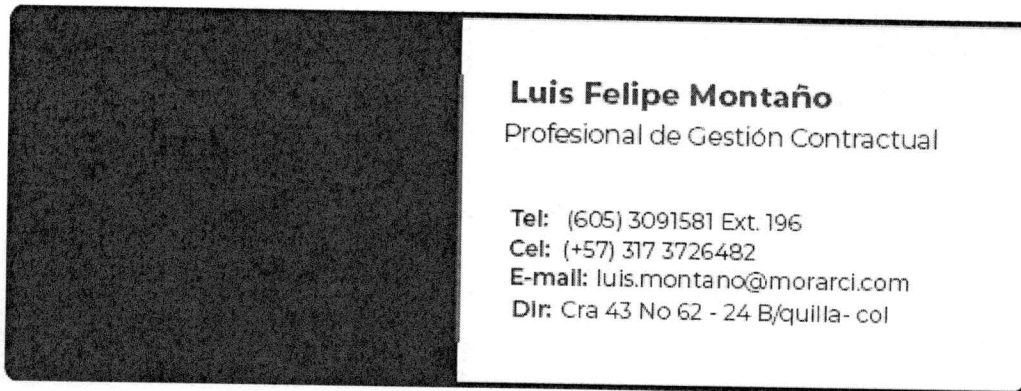 Luis Felipe Montaño
Profesional de Gestión Contractual
Tel: (605) 3091581 Ext. 196
Cel: (+57) 317 3726482
E-mail: luis.montano@morarci.com
Dir: Cra 43 No 62 - 24 B/quilla- col